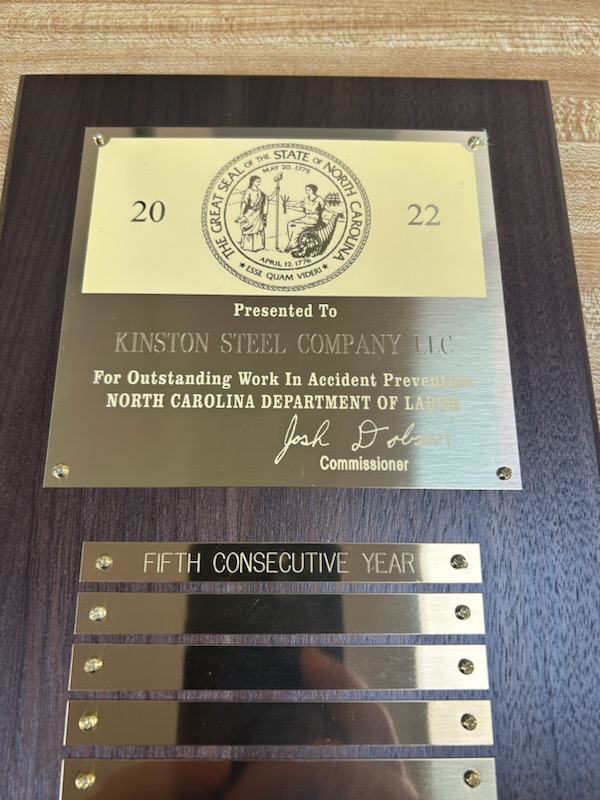 THE GREAT SEAL OF THE STATE OF NORTH CAROLINA
MAY 20, 1775
20 22
APRIL 12, 1776
★ ESSE QUAM VIDERI ★
Presented To
KINSTON STEEL COMPANY LLC
For Outstanding Work In Accident Prevention
NORTH CAROLINA DEPARTMENT OF LABOR
Josh Dobson
Commissioner
FIFTH CONSECUTIVE YEAR